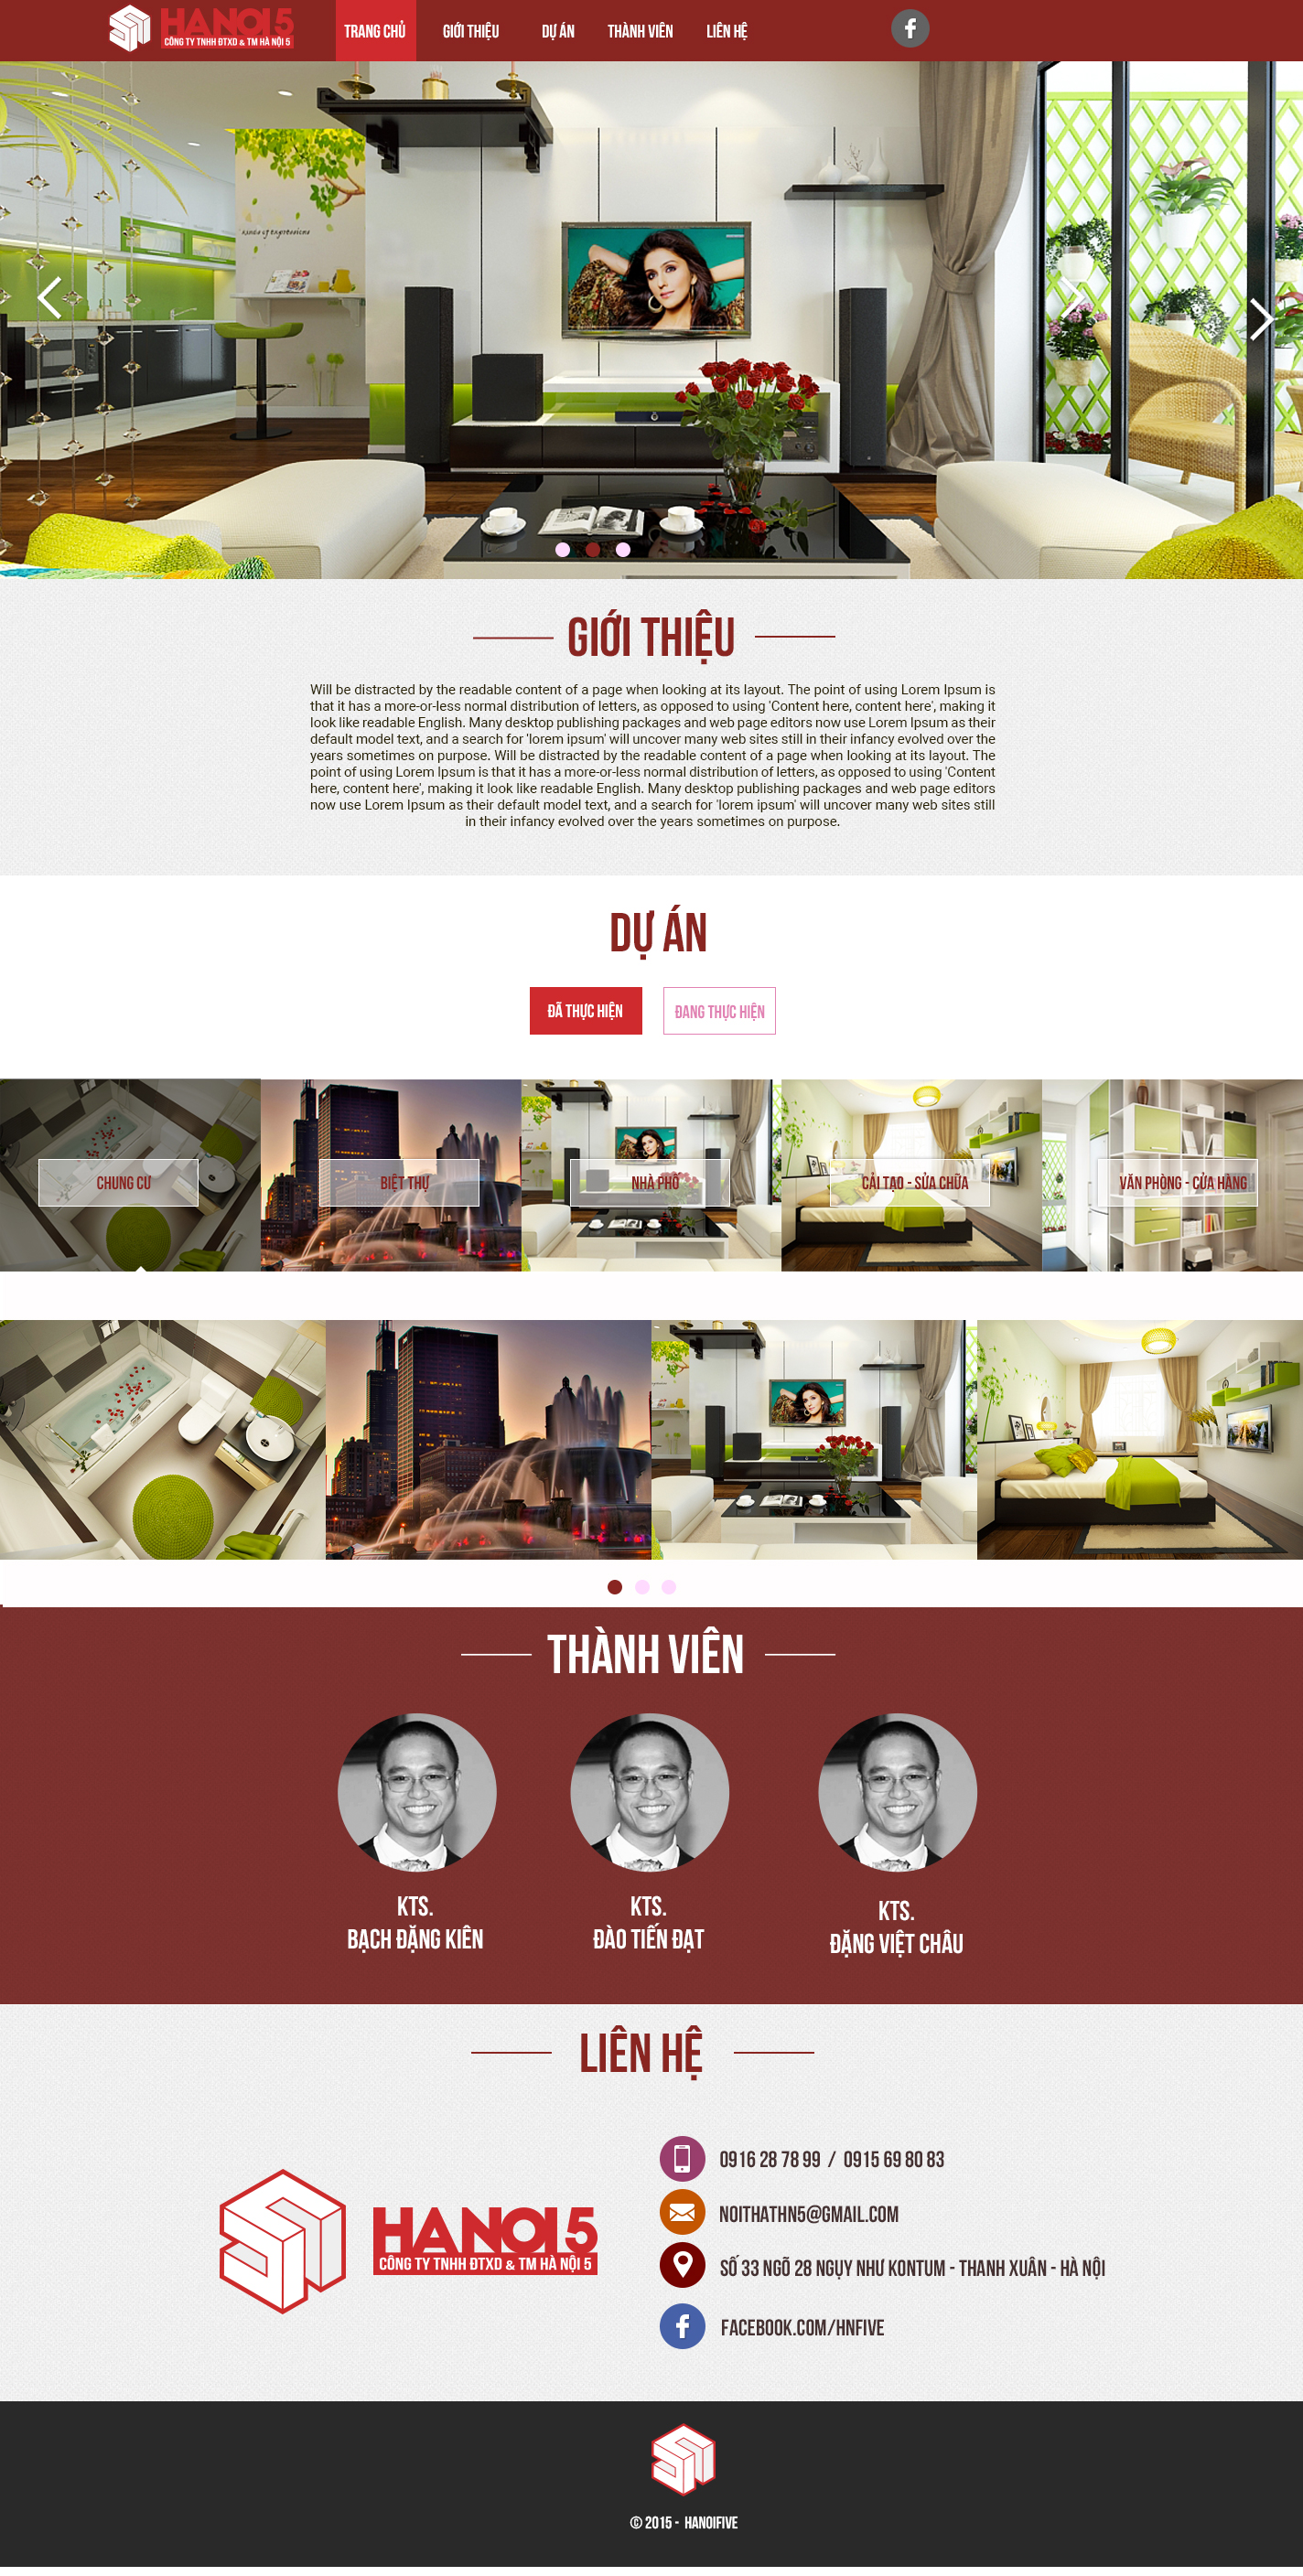 HANOI 5
CÔNG TY TNHH ĐTXD & TM HÀ NỘI 5
TRANG CHỦ
GIỚI THIỆU
DỰ ÁN
THÀNH VIÊN
LIÊN HỆ
GIỚI THIỆU
Will be distracted by the readable content of a page when looking at its layout. The point of using Lorem Ipsum is
that it has a more-or-less normal distribution of letters, as opposed to using 'Content here, content here', making it
look like readable English. Many desktop publishing packages and web page editors now use Lorem Ipsum as their
default model text, and a search for 'lorem ipsum' will uncover many web sites still in their infancy evolved over the
years sometimes on purpose. Will be distracted by the readable content of a page when looking at its layout. The
point of using Lorem Ipsum is that it has a more-or-less normal distribution of letters, as opposed to using 'Content
here, content here', making it look like readable English. Many desktop publishing packages and web page editors
now use Lorem Ipsum as their default model text, and a search for 'lorem ipsum' will uncover many web sites still
in their infancy evolved over the years sometimes on purpose.
DỰ ÁN
ĐÃ THỰC HIỆN
ĐANG THỰC HIỆN
CHUNG CƯ
BIỆT THỰ
NHÀ PHỐ
CẢI TẠO - SỬA CHỮA
VĂN PHÒNG - CỬA HÀNG
THÀNH VIÊN
KTS.
BẠCH ĐẶNG KIÊN
KTS.
ĐÀO TIẾN ĐẠT
KTS.
ĐẶNG VIỆT CHÂU
LIÊN HỆ
HANOI 5
CÔNG TY TNHH ĐTXD & TM HÀ NỘI 5
0916 28 78 99 / 0915 69 80 83
NOITHATHN5@GMAIL.COM
SỐ 33 NGÕ 28 NGỤY NHƯ KONTUM - THANH XUÂN - HÀ NỘI
FACEBOOK.COM/HNFIVE
© 2015 - HANOIFIVE